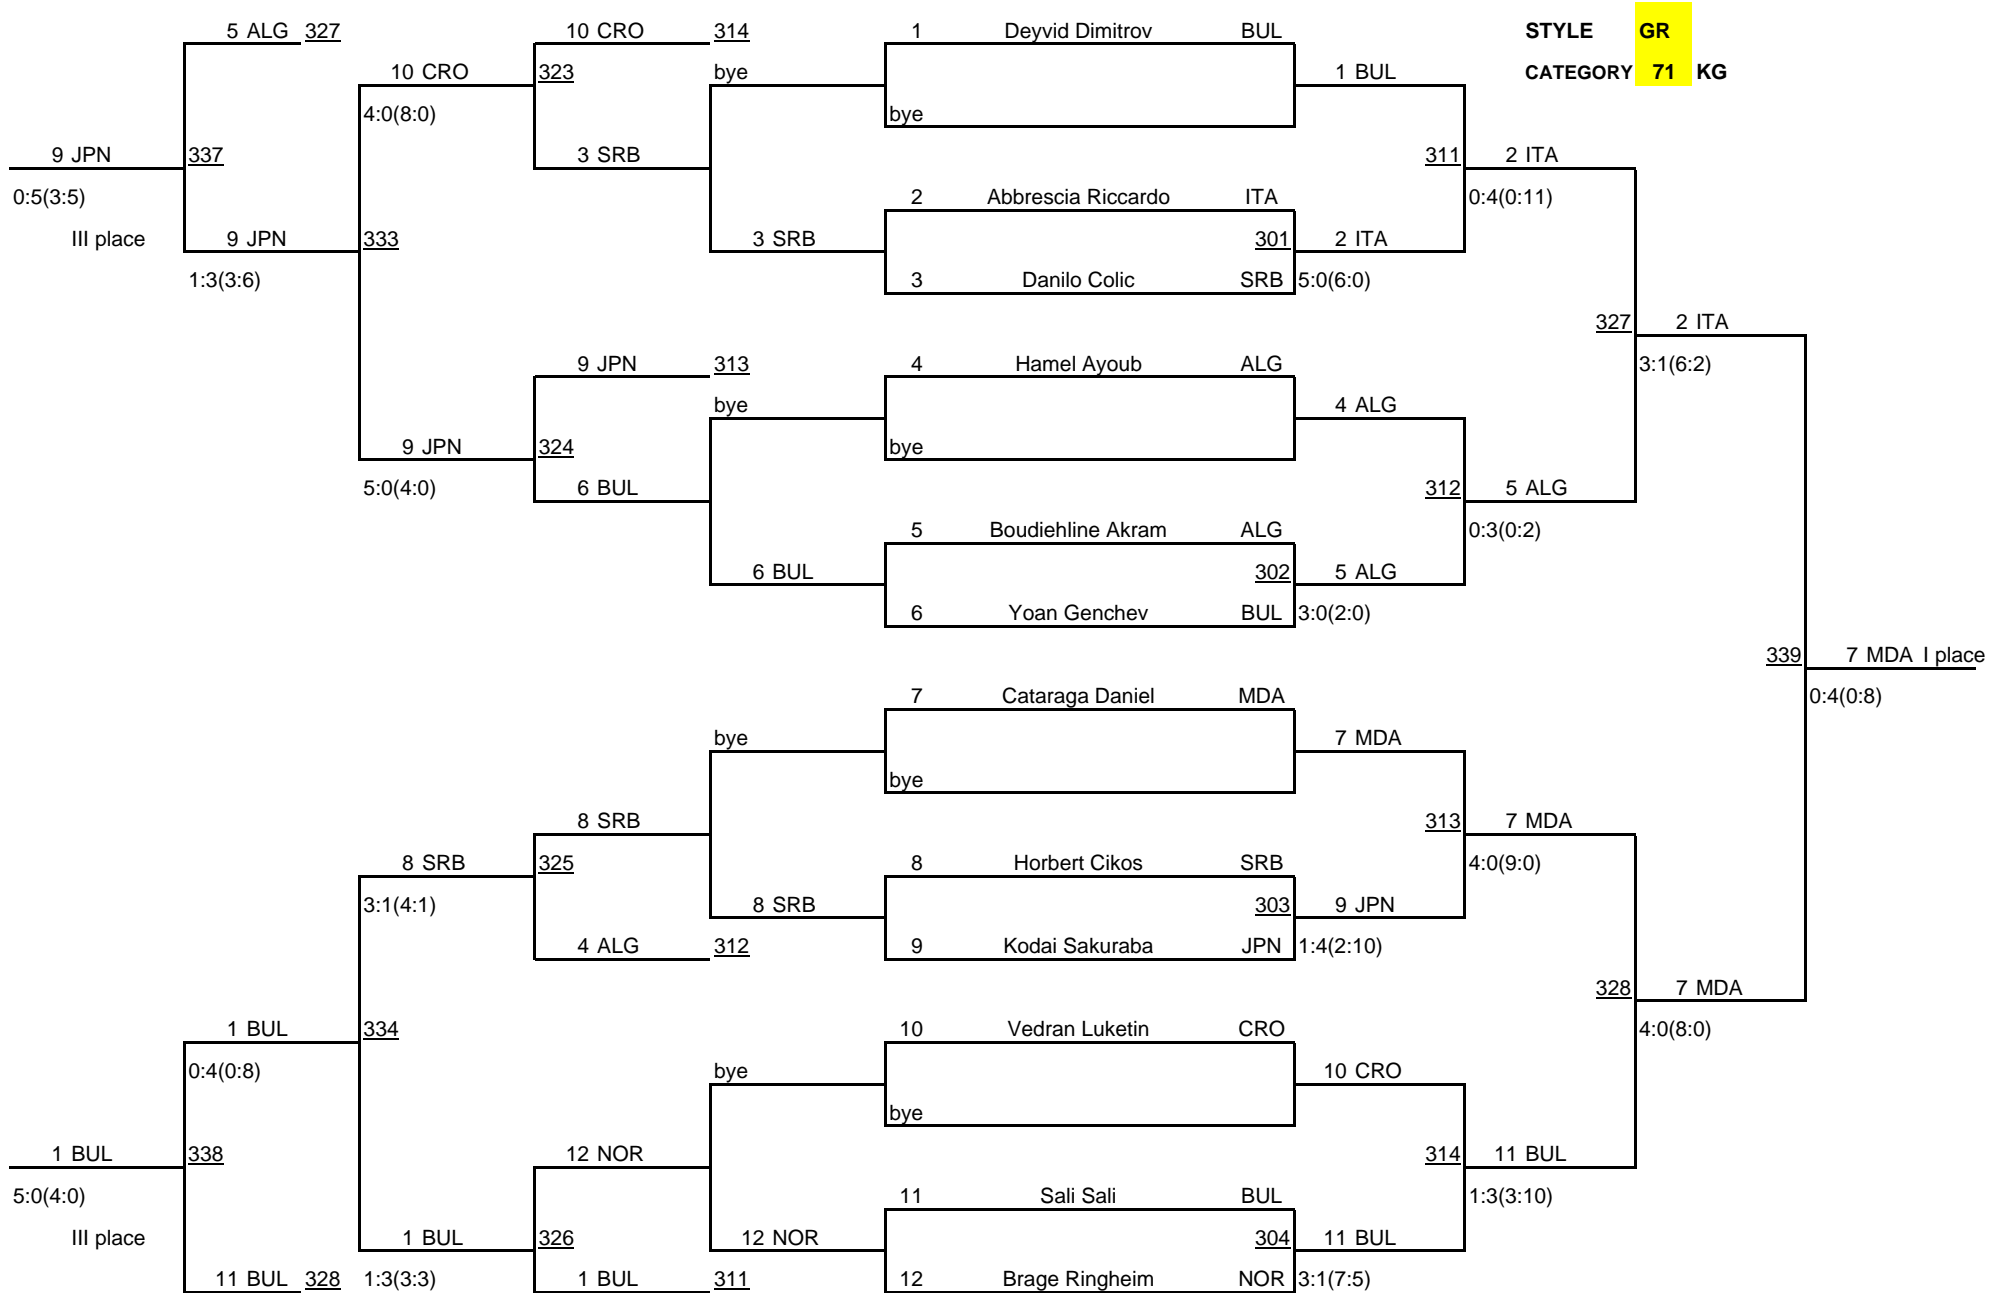 5 ALG 327 10 CRO 314 1 Deyvid Dimitrov BUL STYLE GR
10 CRO 323 bye 1 BUL CATEGORY 71 KG
4:0(8:0) bye
9 JPN 337 3 SRB 311 2 ITA
0:5(3:5) 2 Abbrescia Riccardo ITA 0:4(0:11)
III place 9 JPN 333 3 SRB 301 2 ITA
1:3(3:6) 3 Danilo Colic SRB 5:0(6:0)
327 2 ITA
9 JPN 313 4 Hamel Ayoub ALG 3:1(6:2)
bye 4 ALG
9 JPN 324 bye
5:0(4:0) 6 BUL 312 5 ALG
5 Boudiehline Akram ALG 0:3(0:2)
6 BUL 302 5 ALG
6 Yoan Genchev BUL 3:0(2:0)
339 7 MDA I place
7 Cataraga Daniel MDA 0:4(0:8)
bye 7 MDA
bye
8 SRB 313 7 MDA
8 SRB 325 8 Horbert Cikos SRB 4:0(9:0)
3:1(4:1) 8 SRB 303 9 JPN
4 ALG 312 9 Kodai Sakuraba JPN 1:4(2:10)
328 7 MDA
1 BUL 334 10 Vedran Luketin CRO 4:0(8:0)
0:4(0:8) bye 10 CRO
bye
1 BUL 338 12 NOR 314 11 BUL
5:0(4:0) 11 Sali Sali BUL 1:3(3:10)
III place 1 BUL 326 12 NOR 304 11 BUL
11 BUL 328 1:3(3:3) 1 BUL 311 12 Brage Ringheim NOR 3:1(7:5)